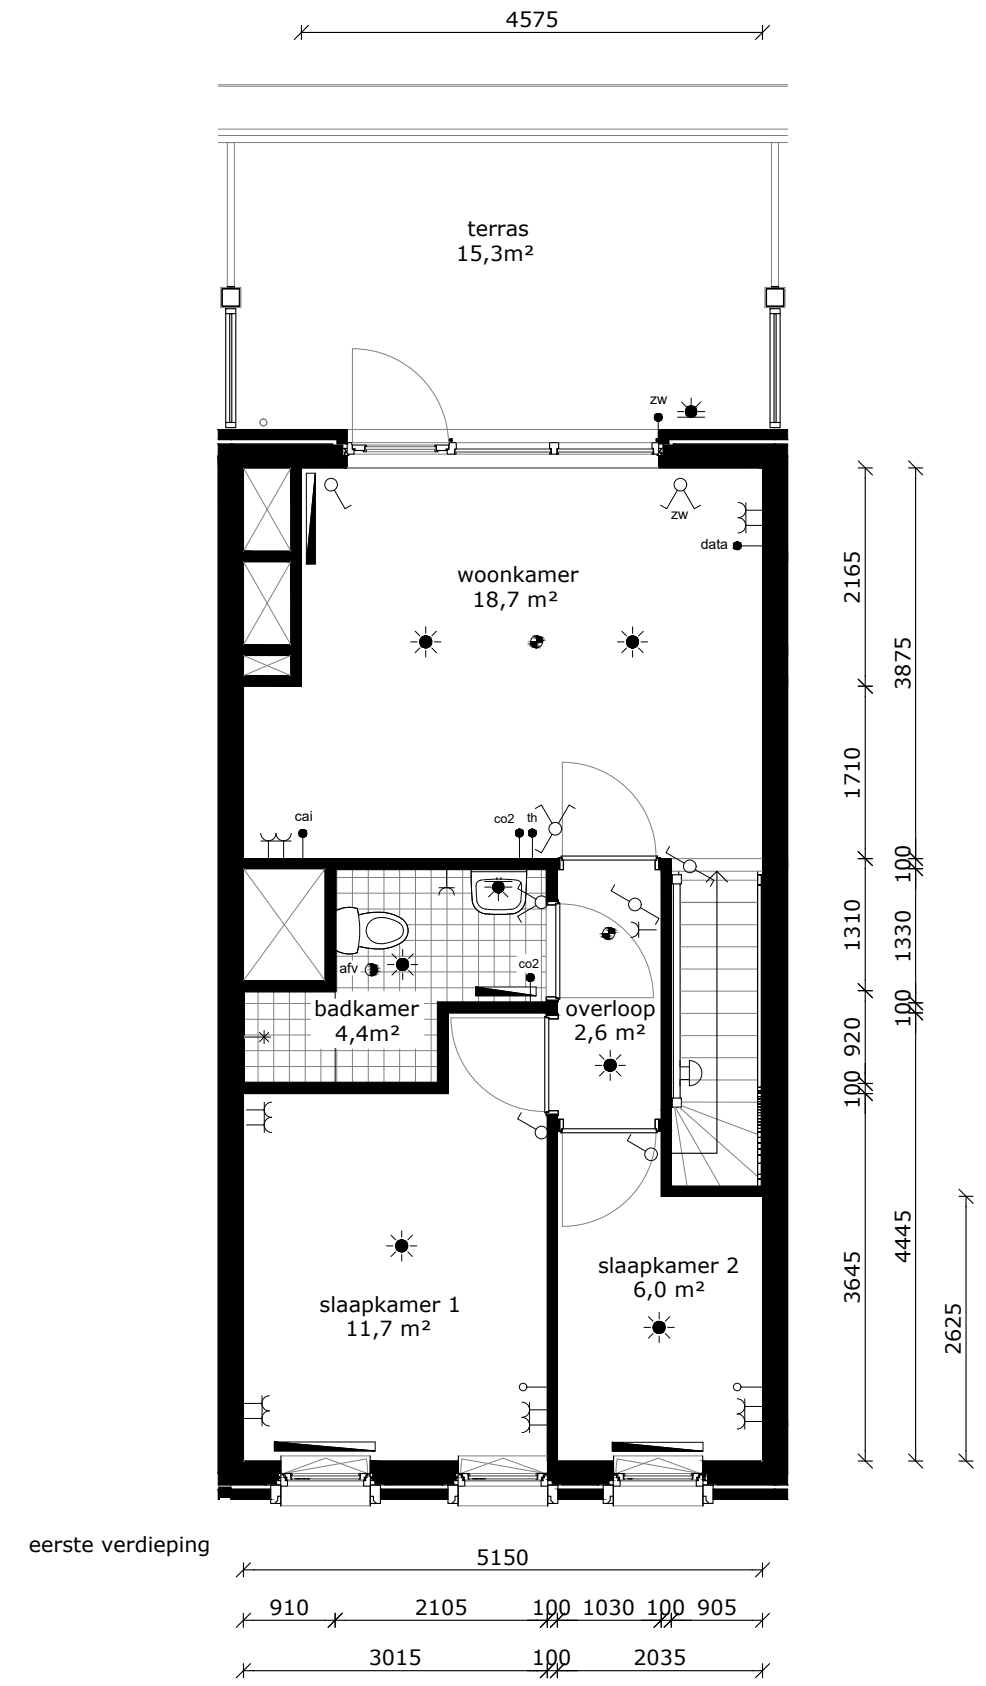 4575
terras
15,3m²
zw
zw
data
woonkamer
18,7 m²
2165
3875
1710
cai
co2
th
100
1310
1330
afv
co2
badkamer
4,4m²
overloop
2,6 m²
100
920
100
4445
3645
2625
slaapkamer 2
6,0 m²
slaapkamer 1
11,7 m²
eerste verdieping
5150
910
2105
100
1030
100
905
3015
100
2035